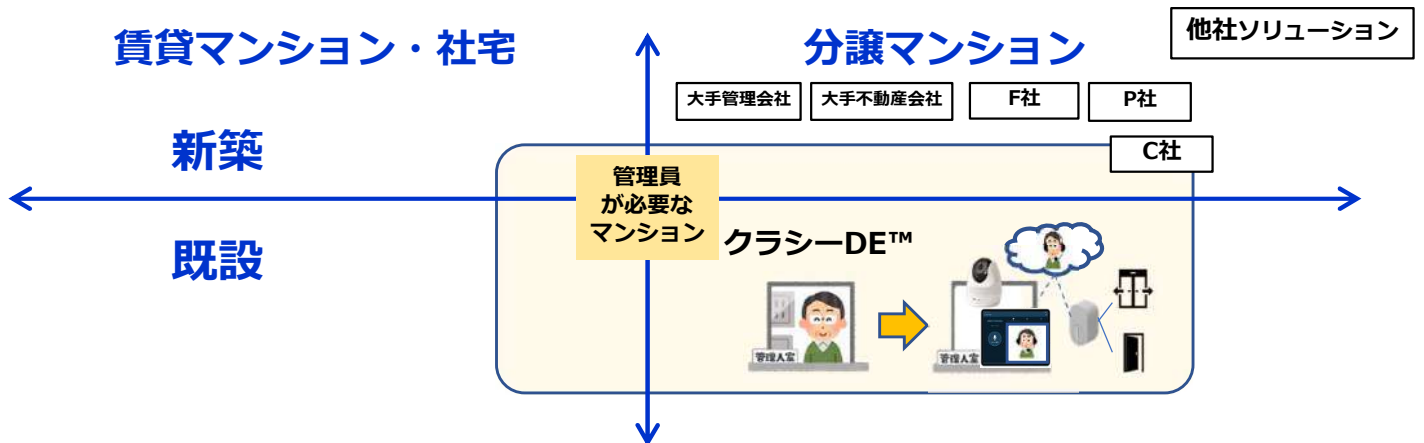 賃貸マンション・社宅
分譲マンション
他社ソリューション
大手管理会社
大手不動産会社
F社
P社
C社
新築
管理員
が必要な
マンション
既設
クラシーDE™
管理人室
管理人室